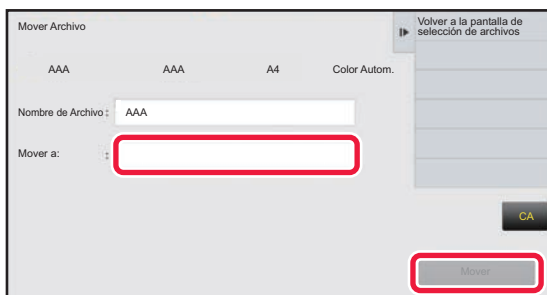 Mover Archivo
Volver a la pantalla de
selección de archivos
AAA AAA A4 Color Autom.
Nombre de Archivo : AAA
Mover a: :
CA
Mover